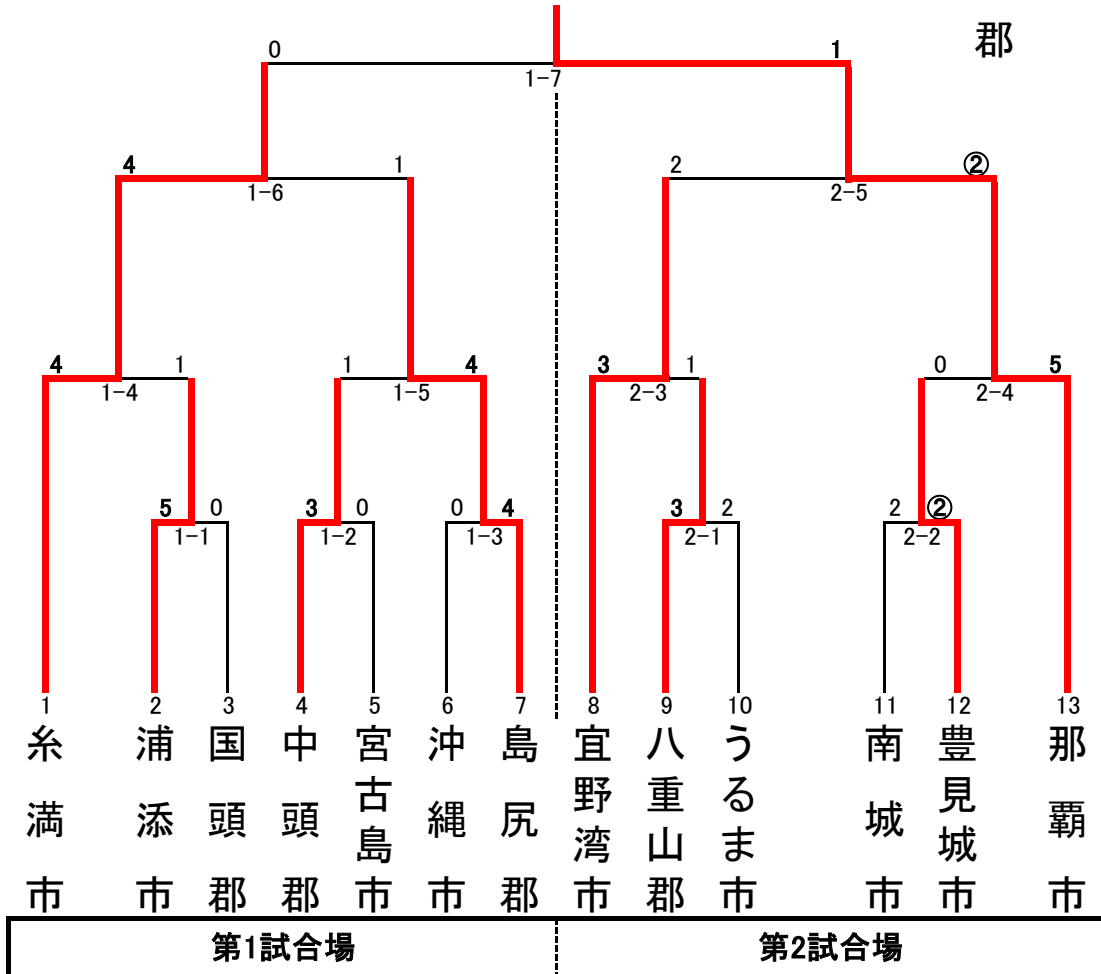 郡
0 1
1-7
4 1 2 ②
1-6 2-5
4 1 1 4 3 1 0 5
1-4 1-5 2-3 2-4
5 0 3 0 0 4 3 2 2 ②
1-1 1-2 1-3 2-1 2-2
1 2 3 4 5 6 7 8 9 10 11 12 13
糸満市
浦添市
国頭郡
中頭郡
宮古島市
沖縄市
島尻郡
宜野湾市
八重山郡
うるま市
南城市
豊見城市
那覇市
第1試合場 第2試合場